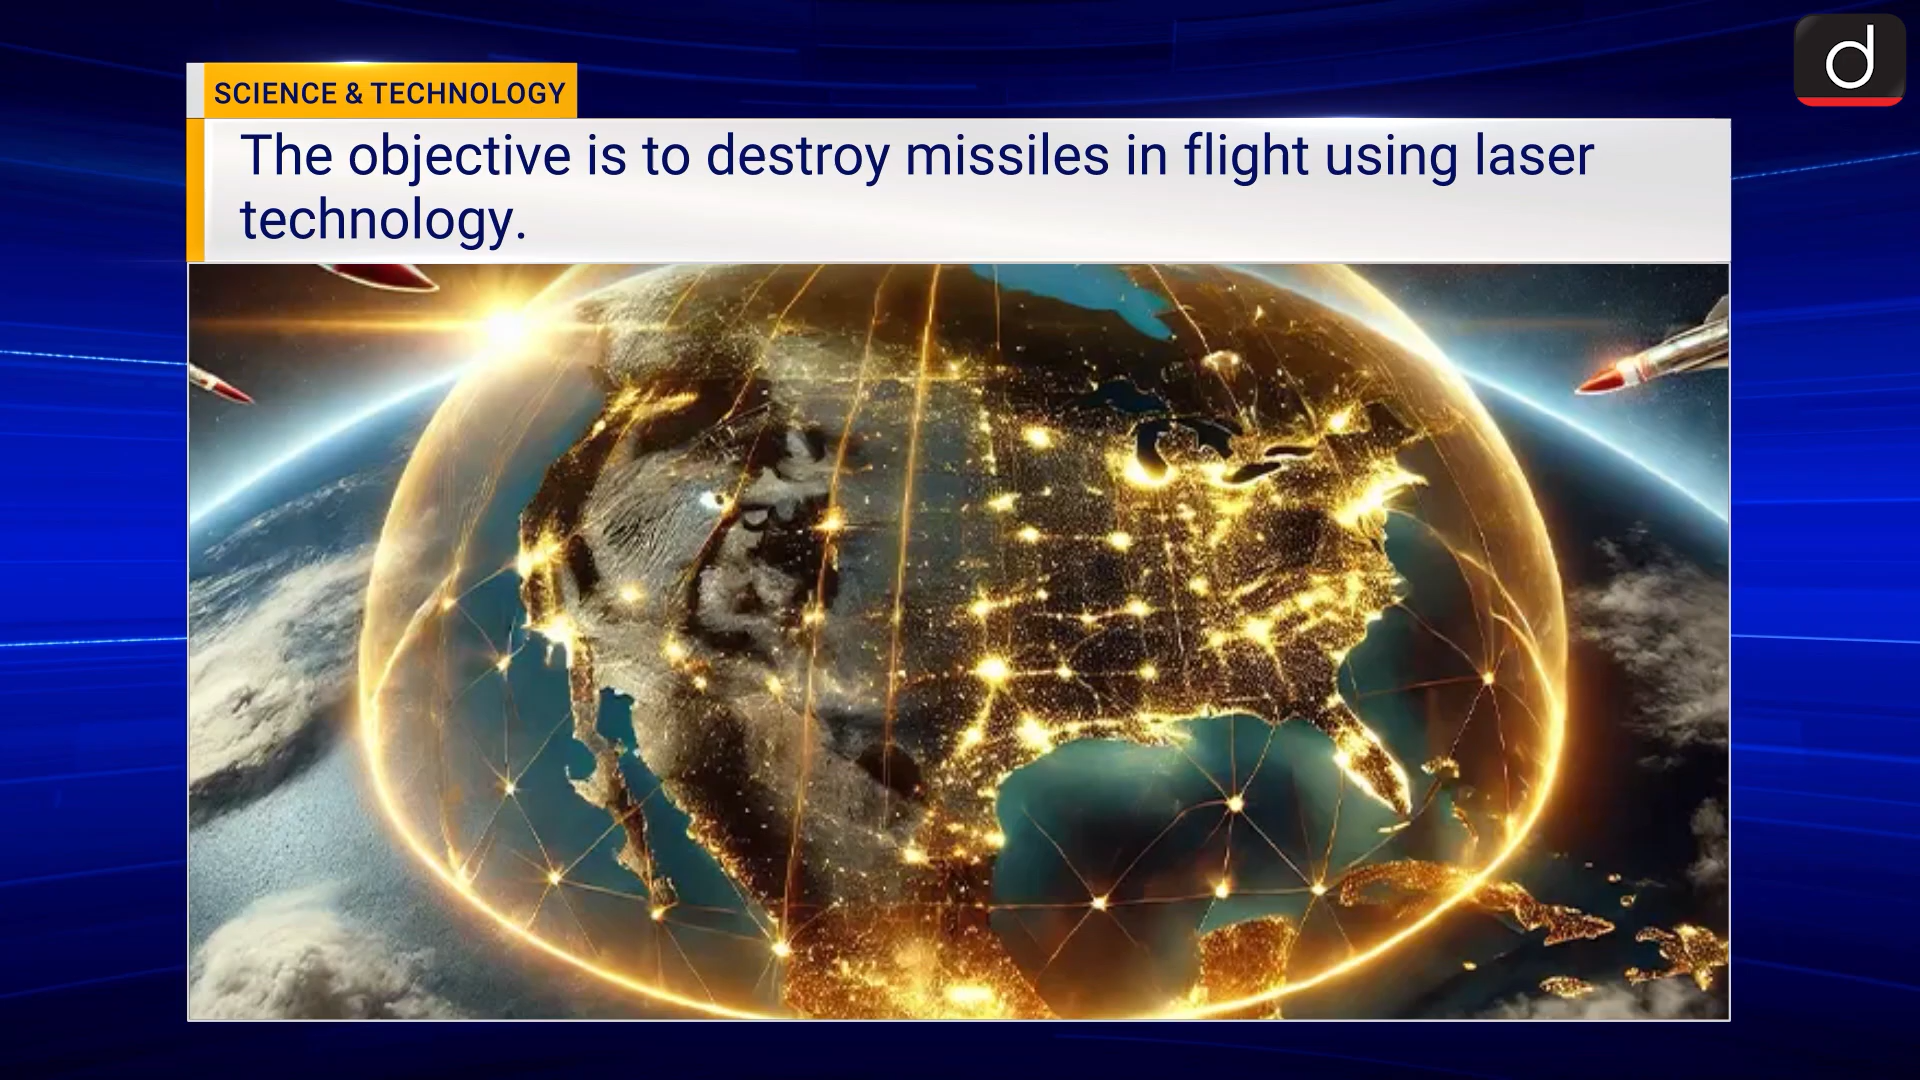 SCIENCE & TECHNOLOGY
The objective is to destroy missiles in flight using laser
technology.
d